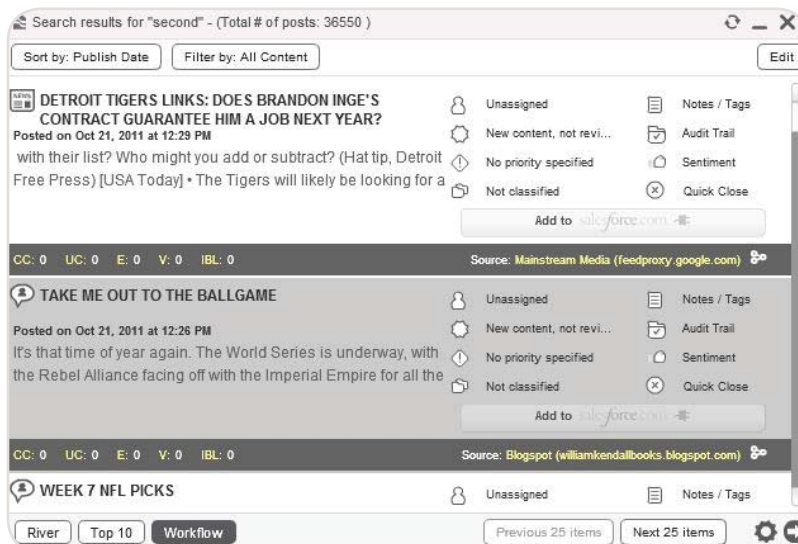 Search results for "second" - (Total # of posts: 36550 )
Sort by: Publish Date
Filter by: All Content
Edit
NEWS
DETROIT TIGERS LINKS: DOES BRANDON INGE'S
CONTRACT GUARANTEE HIM A JOB NEXT YEAR?
Posted on Oct 21, 2011 at 12:29 PM
with their list? Who might you add or subtract? (Hat tip, Detroit
Free Press) [USA Today] • The Tigers will likely be looking for a
Unassigned
Notes / Tags
New content, not revi...
Audit Trail
No priority specified
Sentiment
Not classified
Quick Close
Add to salesforce.com
CC: 0 UC: 0 E: 0 V: 0 IBL: 0
Source: Mainstream Media (feedproxy.google.com)
TAKE ME OUT TO THE BALLGAME
Posted on Oct 21, 2011 at 12:26 PM
It's that time of year again. The World Series is underway, with
the Rebel Alliance facing off with the Imperial Empire for all the
Unassigned
Notes / Tags
New content, not revi...
Audit Trail
No priority specified
Sentiment
Not classified
Quick Close
Add to salesforce.com
CC: 0 UC: 0 E: 0 V: 0 IBL: 0
Source: Blogspot (williamkendallbooks.blogspot.com)
WEEK 7 NFL PICKS
Unassigned
Notes / Tags
River
Top 10
Workflow
Previous 25 items
Next 25 items